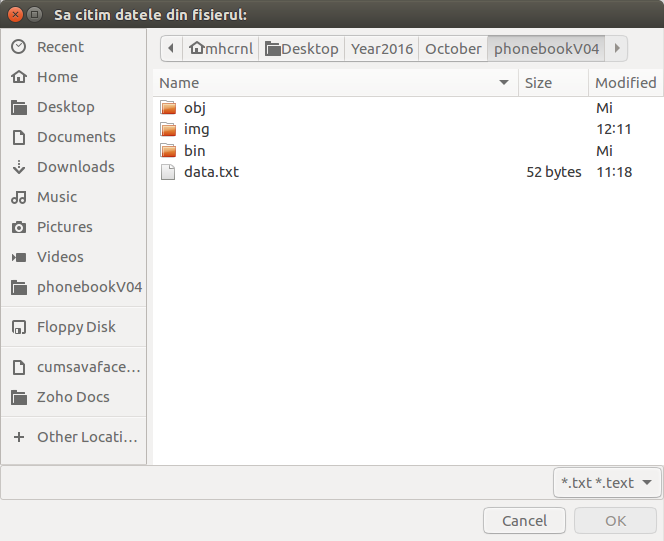 Sa citim datele din fisierul:
Recent
Home
Desktop
Documents
Downloads
Music
Pictures
Videos
phonebookV04
Floppy Disk
cumsavaface...
Zoho Docs
Other Locati...
mhcrnl Desktop Year2016 October phonebookV04
Name Size Modified
obj Mi
img 12:11
bin Mi
data.txt 52 bytes 11:18
*.txt *.text
Cancel OK